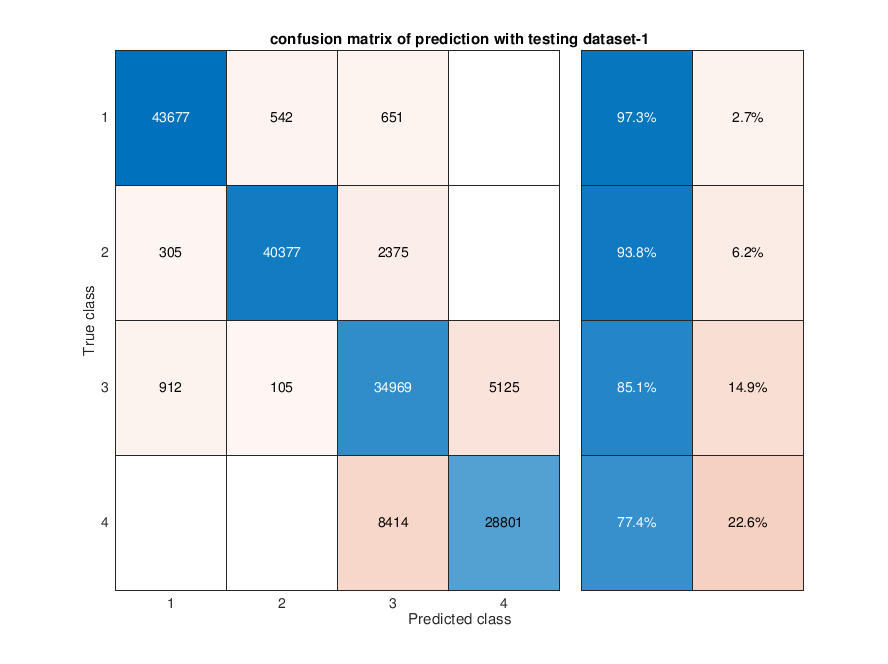 confusion matrix of prediction with testing dataset-1
1 43677 542 651 97.3% 2.7%
2 305 40377 2375 93.8% 6.2%
True class
3 912 105 34969 5125 85.1% 14.9%
4 8414 28801 77.4% 22.6%
1 2 3 4
Predicted class